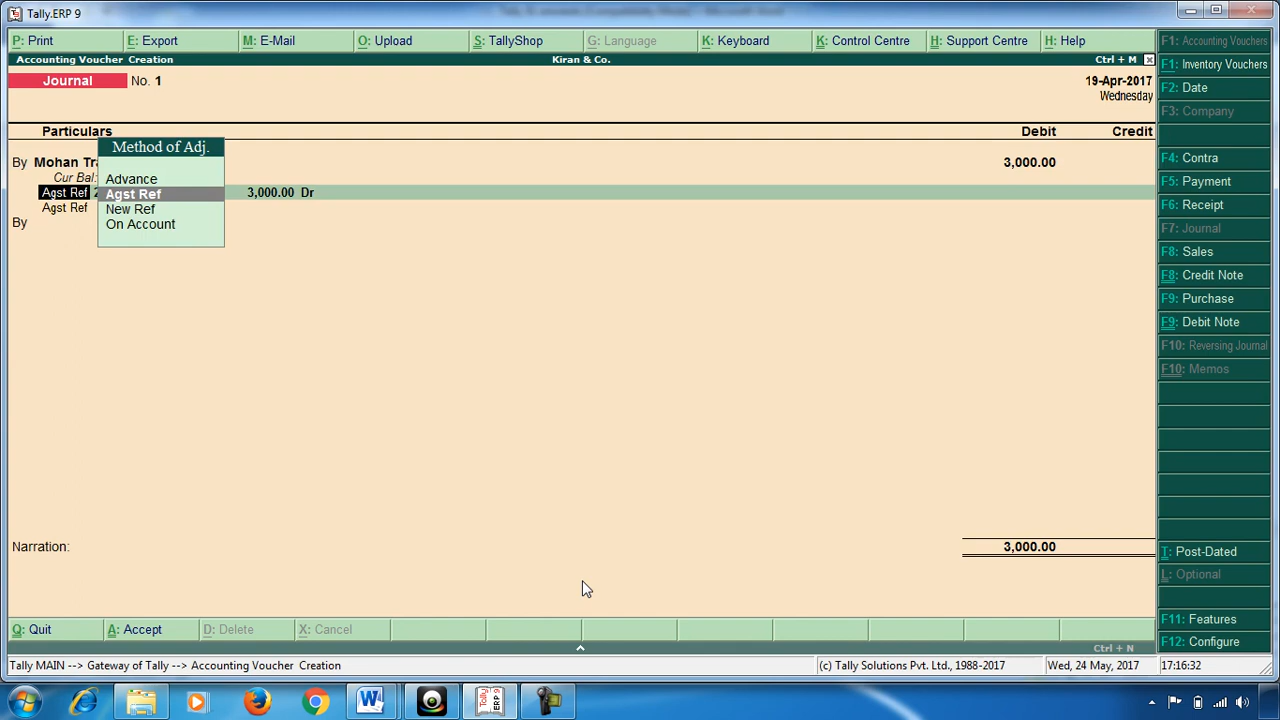 Tally.ERP 9
P: Print E: Export M: E-Mail O: Upload S: TallyShop G: Language K: Keyboard K: Control Centre H: Support Centre H: Help
Accounting Voucher Creation Kiran & Co. Ctrl + M
Journal No. 1 19-Apr-2017
Wednesday
Particulars Debit Credit
Method of Adj.
Advance
Agst Ref
New Ref
On Account
By Mohan Tra 3,000.00
Cur Bal:
Agst Ref 3,000.00 Dr
Agst Ref
By
Narration: 3,000.00
F1: Accounting Vouchers
F1: Inventory Vouchers
F2: Date
F3: Company
F4: Contra
F5: Payment
F6: Receipt
F7: Journal
F8: Sales
F8: Credit Note
F9: Purchase
F9: Debit Note
F10: Reversing Journal
F10: Memos
T: Post-Dated
L: Optional
F11: Features
F12: Configure
Q: Quit A: Accept D: Delete X: Cancel
Ctrl + N
Tally MAIN --> Gateway of Tally --> Accounting Voucher Creation (c) Tally Solutions Pvt. Ltd., 1988-2017 Wed, 24 May, 2017 17:16:32
5:16 PM